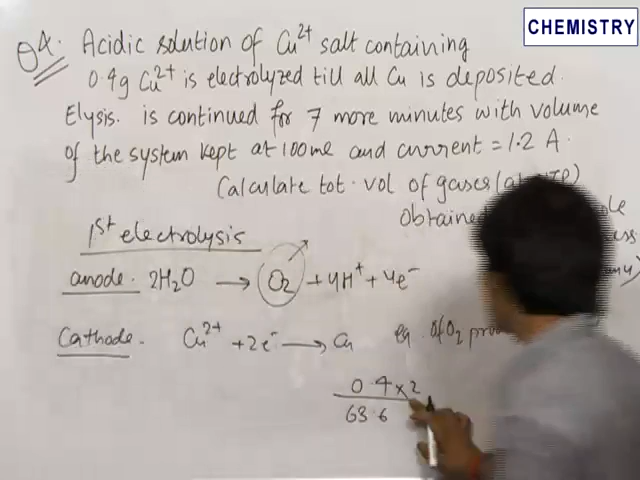 CHEMISTRY
Q4. Acidic solution of Cu²⁺ salt containing
0.4g Cu²⁺ is electrolyzed till all Cu is deposited.
Elysis. is continued for 7 more minutes with volume
of the system kept at 100ml and current = 1.2 A.
Calculate tot. vol of gases (at
1st electrolysis
anode. 2H₂O → O₂ + 4H⁺ + 4e⁻
Cathode. Cu²⁺ + 2e⁻ → Cu eq. of O₂
0.4 x 2
63.6